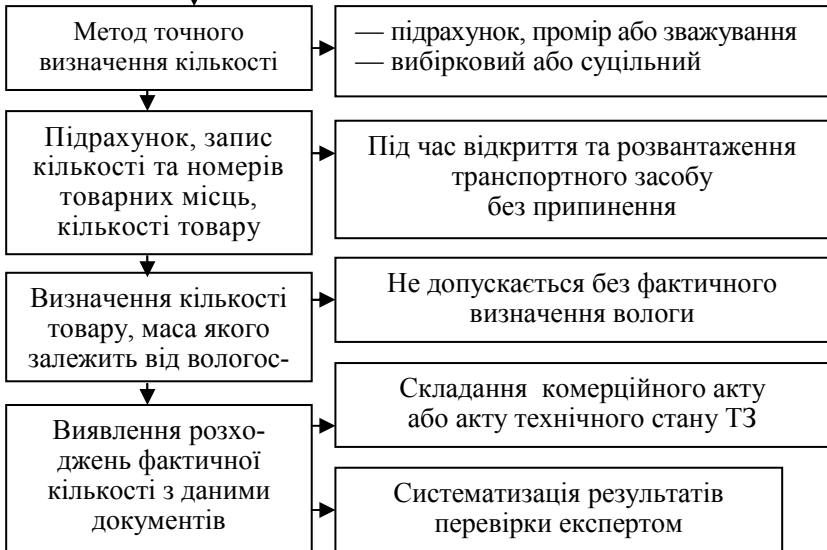 Метод точного
визначення кількості
— підрахунок, промір або зважування
— вибірковий або суцільний
Підрахунок, запис
кількості та номерів
товарних місць,
кількості товару
Під час відкриття та розвантаження
транспортного засобу
без припинення
Визначення кількості
товару, маса якого
залежить від вологос-
Не допускається без фактичного
визначення вологи
Виявлення розхо-
джень фактичної
кількості з даними
документів
Складання комерційного акту
або акту технічного стану ТЗ
Систематизація результатів
перевірки експертом